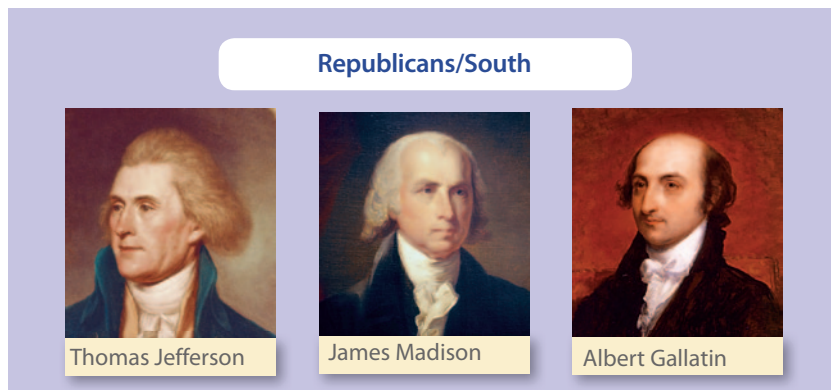 Republicans/South
Thomas Jefferson
James Madison
Albert Gallatin